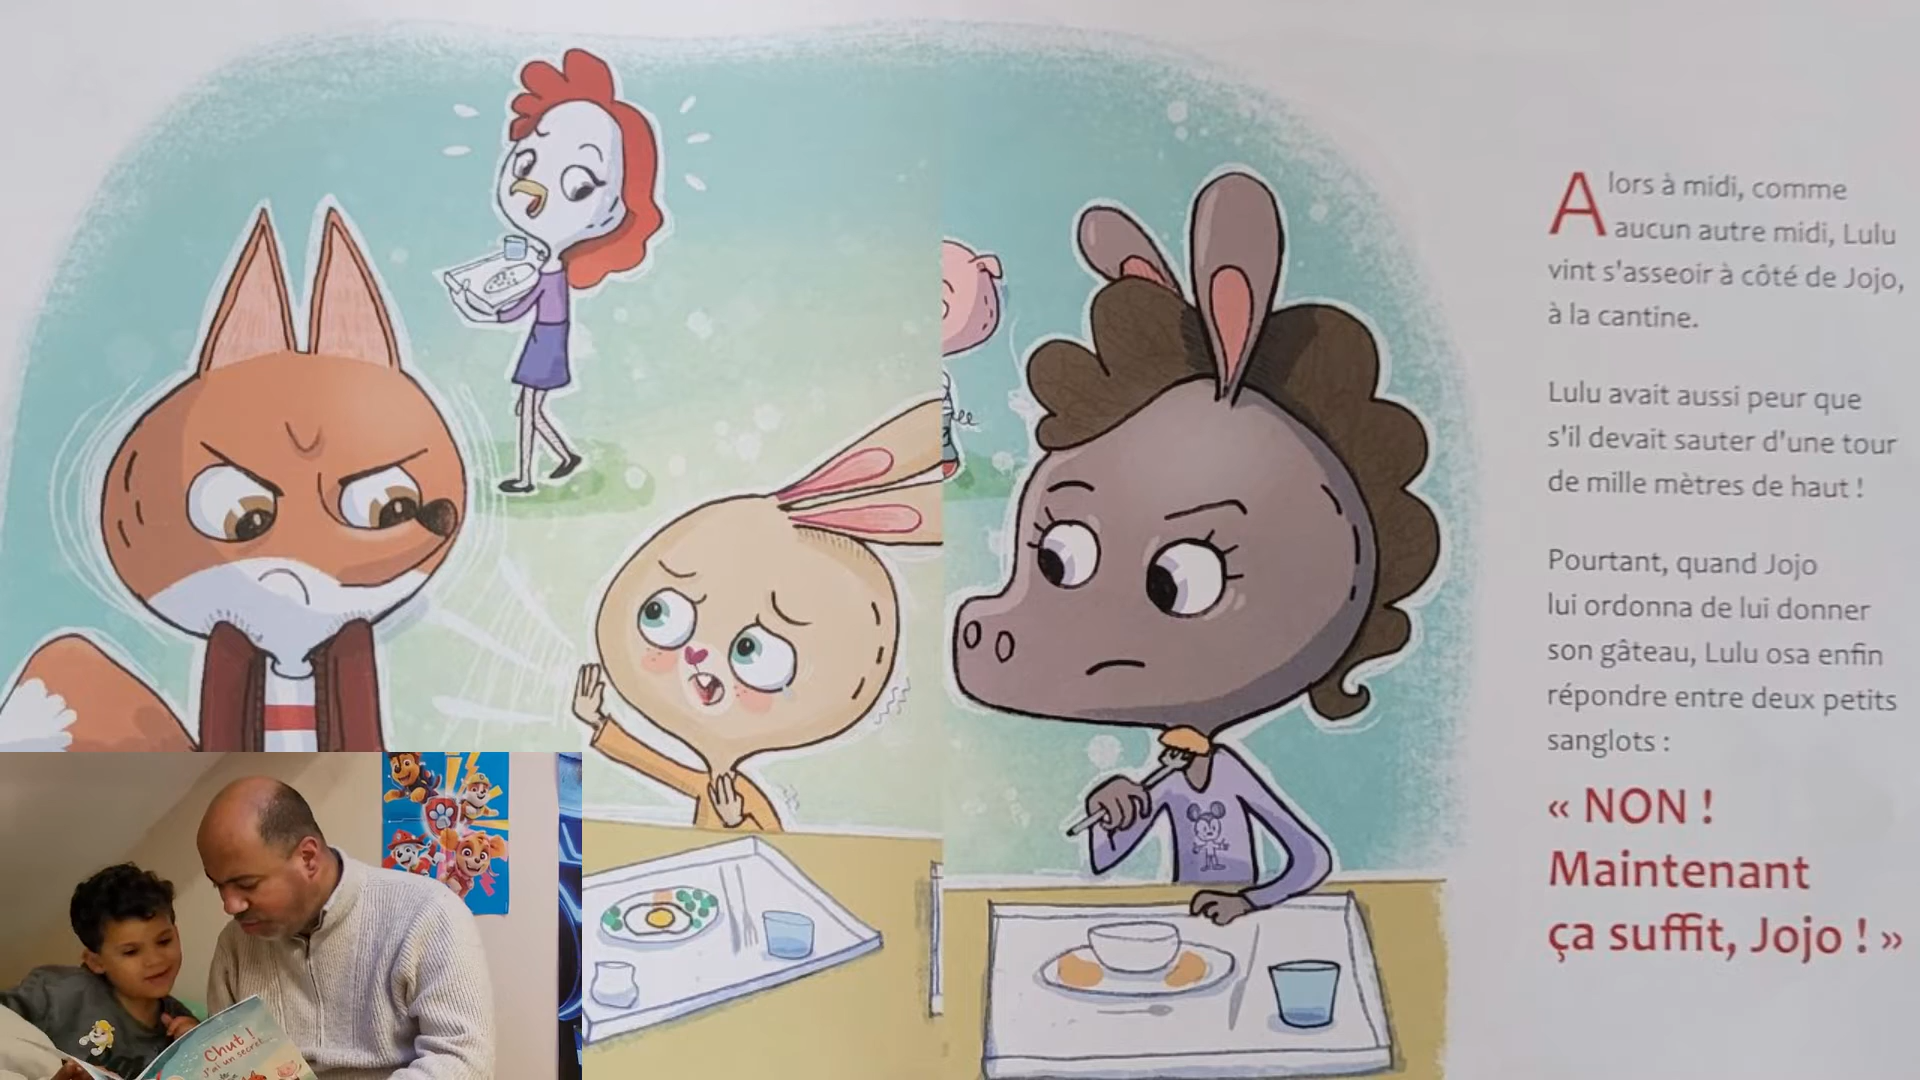 Alors à midi, comme
aucun autre midi, Lulu
vint s'asseoir à côté de Jojo,
à la cantine.
Lulu avait aussi peur que
s'il devait sauter d'une tour
de mille mètres de haut !
Pourtant, quand Jojo
lui ordonna de lui donner
son gâteau, Lulu osa enfin
répondre entre deux petits
sanglots :
« NON !
Maintenant
ça suffit, Jojo ! »
Chut !
J'ai un secret...